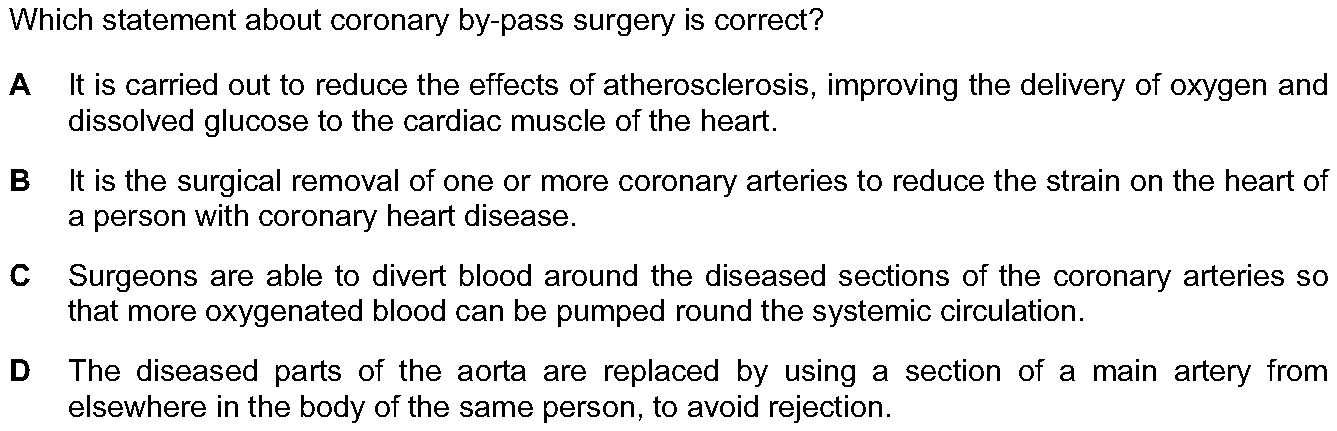 Which statement about coronary by-pass surgery is correct?
A It is carried out to reduce the effects of atherosclerosis, improving the delivery of oxygen and
dissolved glucose to the cardiac muscle of the heart.
B It is the surgical removal of one or more coronary arteries to reduce the strain on the heart of
a person with coronary heart disease.
C Surgeons are able to divert blood around the diseased sections of the coronary arteries so
that more oxygenated blood can be pumped round the systemic circulation.
D The diseased parts of the aorta are replaced by using a section of a main artery from
elsewhere in the body of the same person, to avoid rejection.